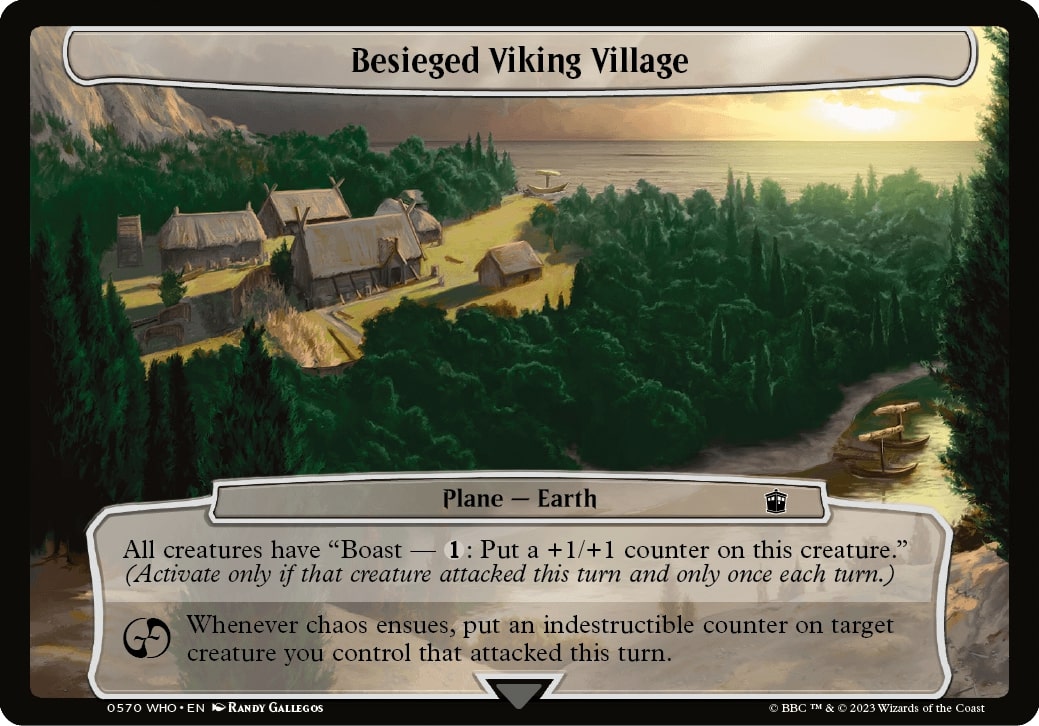 Besieged Viking Village
Plane — Earth
All creatures have “Boast — 1: Put a +1/+1 counter on this creature.”
(Activate only if that creature attacked this turn and only once each turn.)
Whenever chaos ensues, put an indestructible counter on target
creature you control that attacked this turn.
0570 WHO • EN Randy Gallegos
© BBC ™ & © 2023 Wizards of the Coast